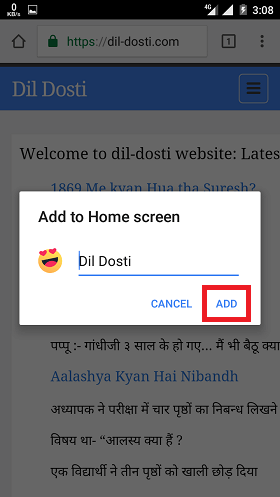 0
KB/s
4G
3:08
https://dil-dosti.com
1
Dil Dosti
Welcome to dil-dosti website: Lates
1869 Me kyan Hua tha Suresh?
Add to Home screen
Dil Dosti
CANCEL
ADD
पप्पू :- गांधीजी ३ साल के हो गए... मैं भी बैठू क्या
Aalashya Kyan Hai Nibandh
अध्यापक ने परीक्षा में चार पृष्ठों का निबन्ध लिखने
विषय था- “आलस्य क्या हैं ?
एक विद्यार्थी ने तीन पृष्ठों को खाली छोड़ दिया